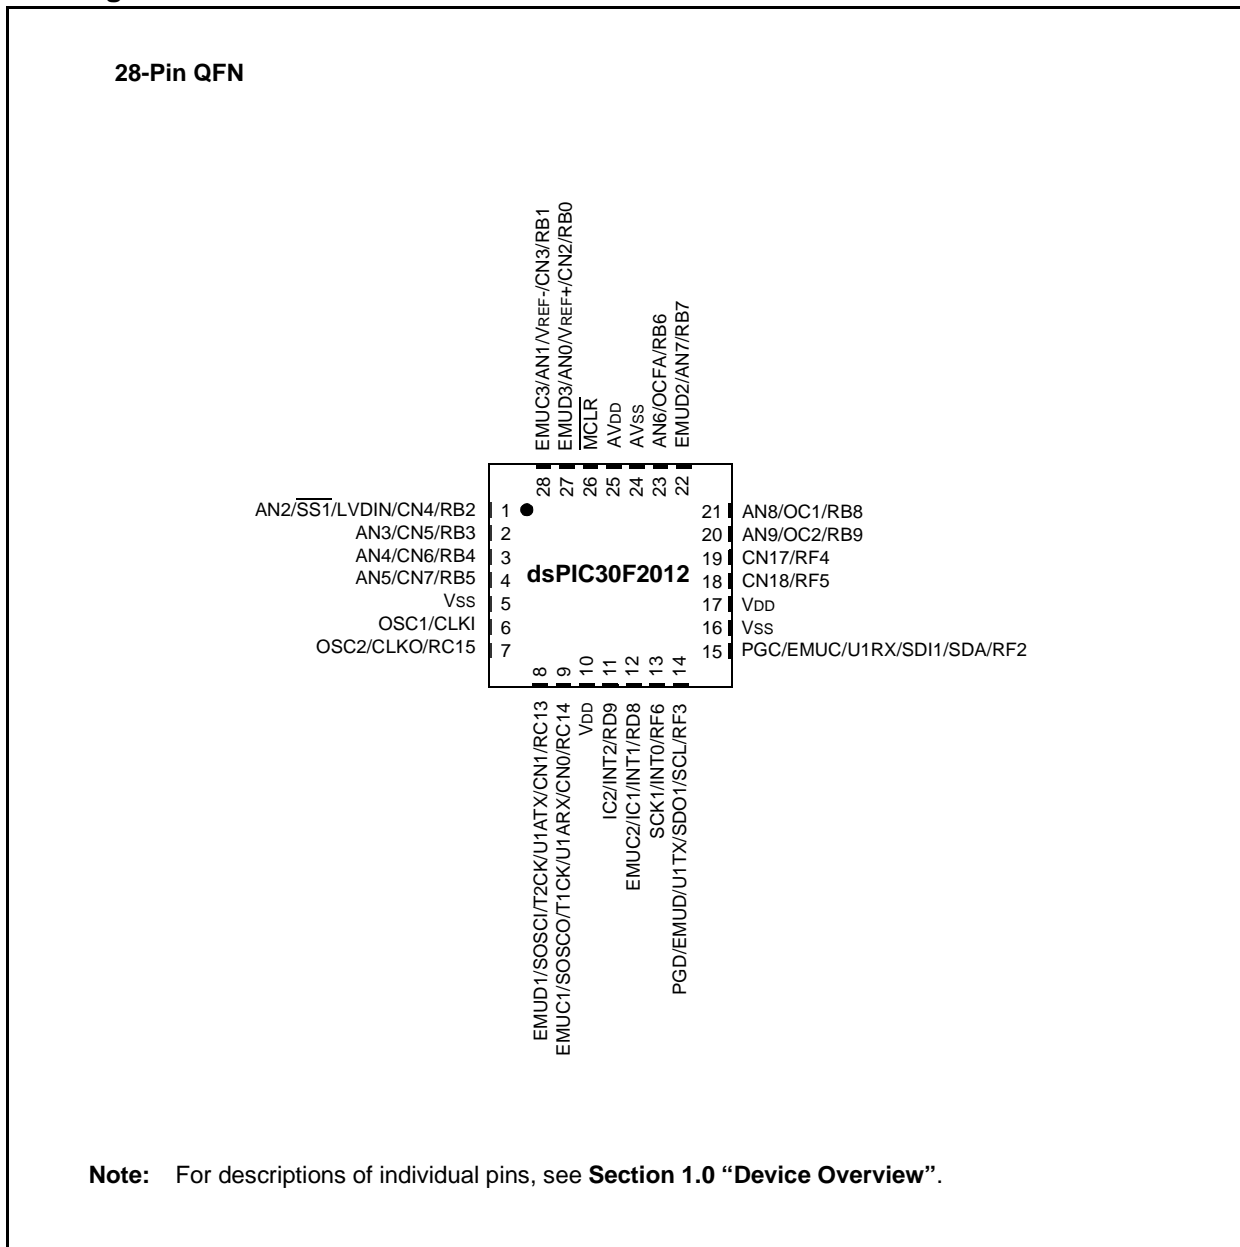 28-Pin QFN
EMUC3/AN1/VREF-/CN3/RB1
EMUD3/AN0/VREF+/CN2/RB0
MCLR
AVDD
AVSS
AN6/OCFA/RB6
EMUD2/AN7/RB7
28 27 26 25 24 23 22
AN2/SS1/LVDIN/CN4/RB2 1
AN3/CN5/RB3 2
AN4/CN6/RB4 3
AN5/CN7/RB5 4
VSS 5
OSC1/CLKI 6
OSC2/CLKO/RC15 7
dsPIC30F2012
21 AN8/OC1/RB8
20 AN9/OC2/RB9
19 CN17/RF4
18 CN18/RF5
17 VDD
16 VSS
15 PGC/EMUC/U1RX/SDI1/SDA/RF2
8 9 10 11 12 13 14
EMUD1/SOSCI/T2CK/U1ATX/CN1/RC13
EMUC1/SOSCO/T1CK/U1ARX/CN0/RC14
VDD
IC2/INT2/RD9
EMUC2/IC1/INT1/RD8
SCK1/INT0/RF6
PGD/EMUD/U1TX/SDO1/SCL/RF3
Note: For descriptions of individual pins, see Section 1.0 “Device Overview”.